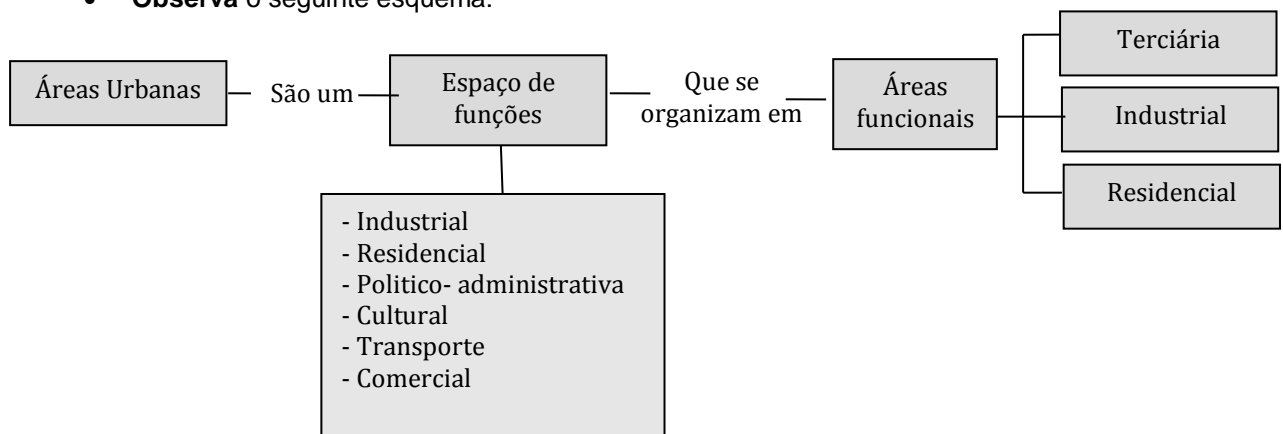 • Observa o seguinte esquema:
Áreas Urbanas
São um
Espaço de
funções
Que se
organizam em
Áreas
funcionais
Terciária
Industrial
Residencial
- Industrial
- Residencial
- Politico- administrativa
- Cultural
- Transporte
- Comercial